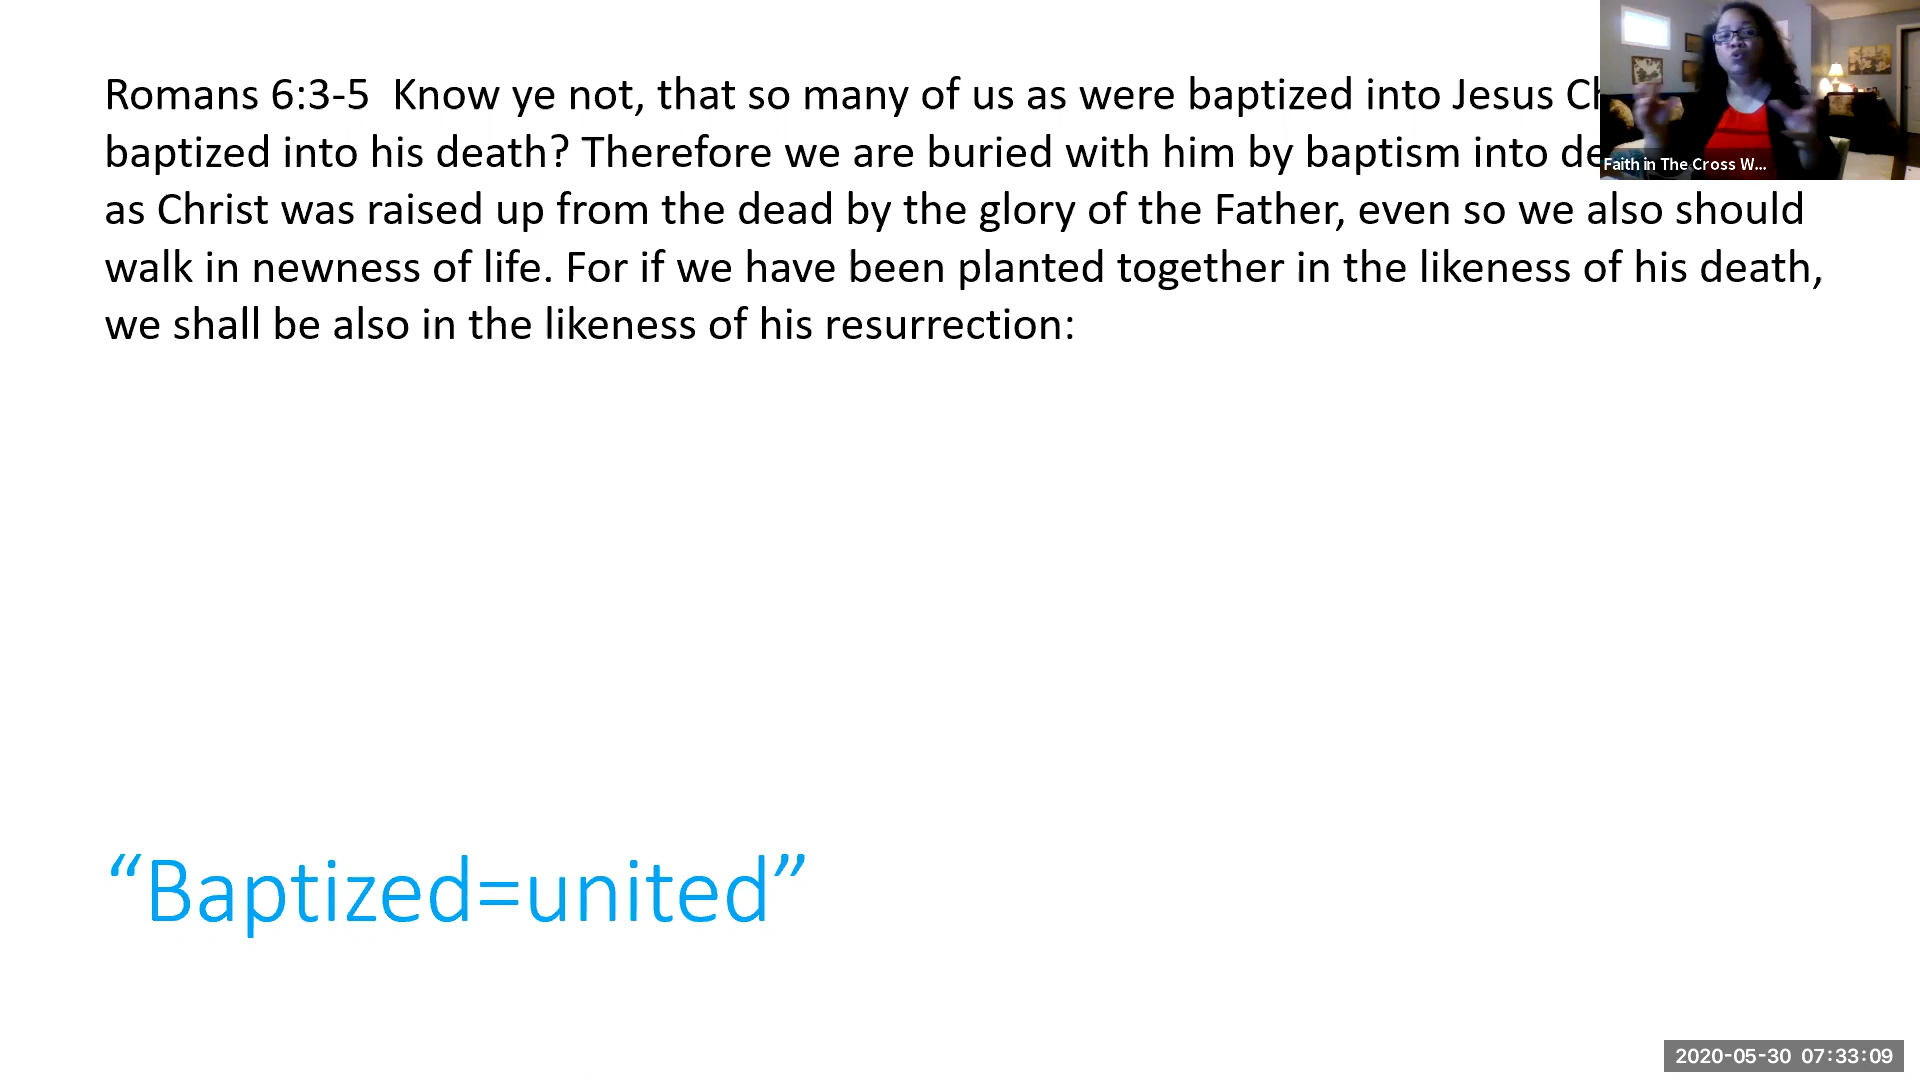 Romans 6:3-5  Know ye not, that so many of us as were baptized into Jesus
baptized into his death? Therefore we are buried with him by baptism into
as Christ was raised up from the dead by the glory of the Father, even so we also should
walk in newness of life. For if we have been planted together in the likeness of his death,
we shall be also in the likeness of his resurrection:
Faith in The Cross W...
“Baptized=united”
2020-05-30 07:33:09